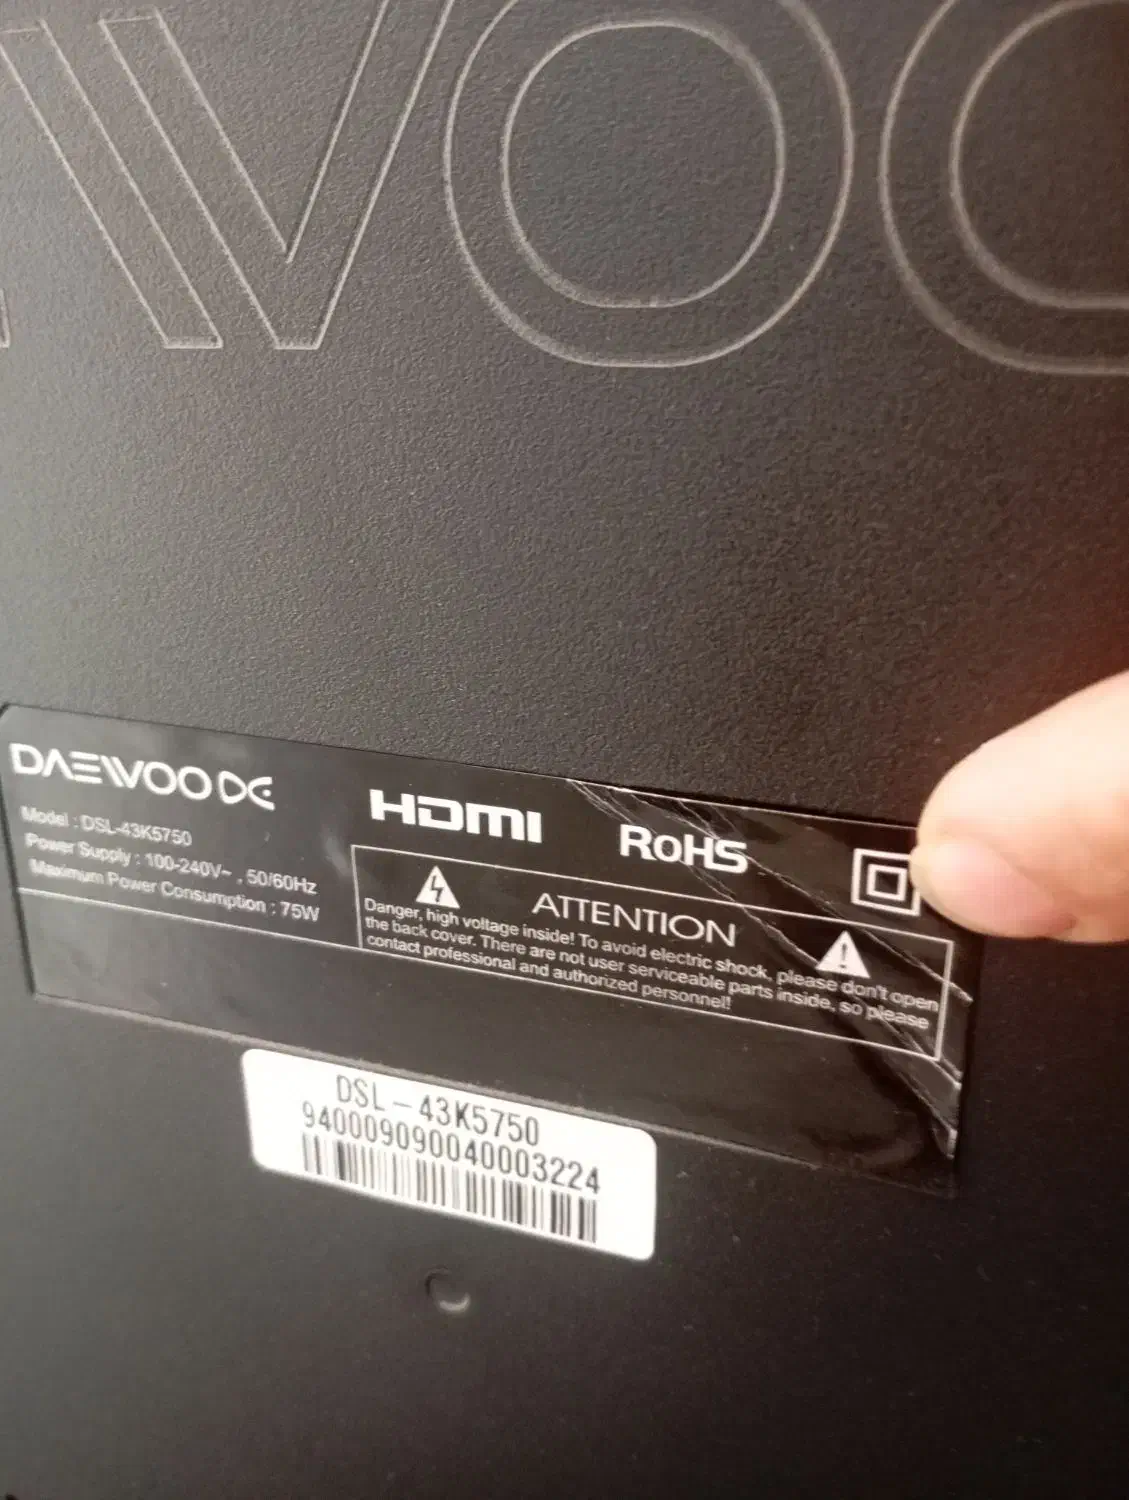 VOO
DAEWOO DE
HDMI
RoHS
Model : DSL-43K5750
Power Supply : 100-240V~ , 50/60Hz
Maximum Power Consumption : 75W
ATTENTION
Danger, high voltage inside! To avoid electric shock, please don't open
the back cover. There are not user serviceable parts inside, so please
contact professional and authorized personnel!
DSL-43K5750
940009090040003224